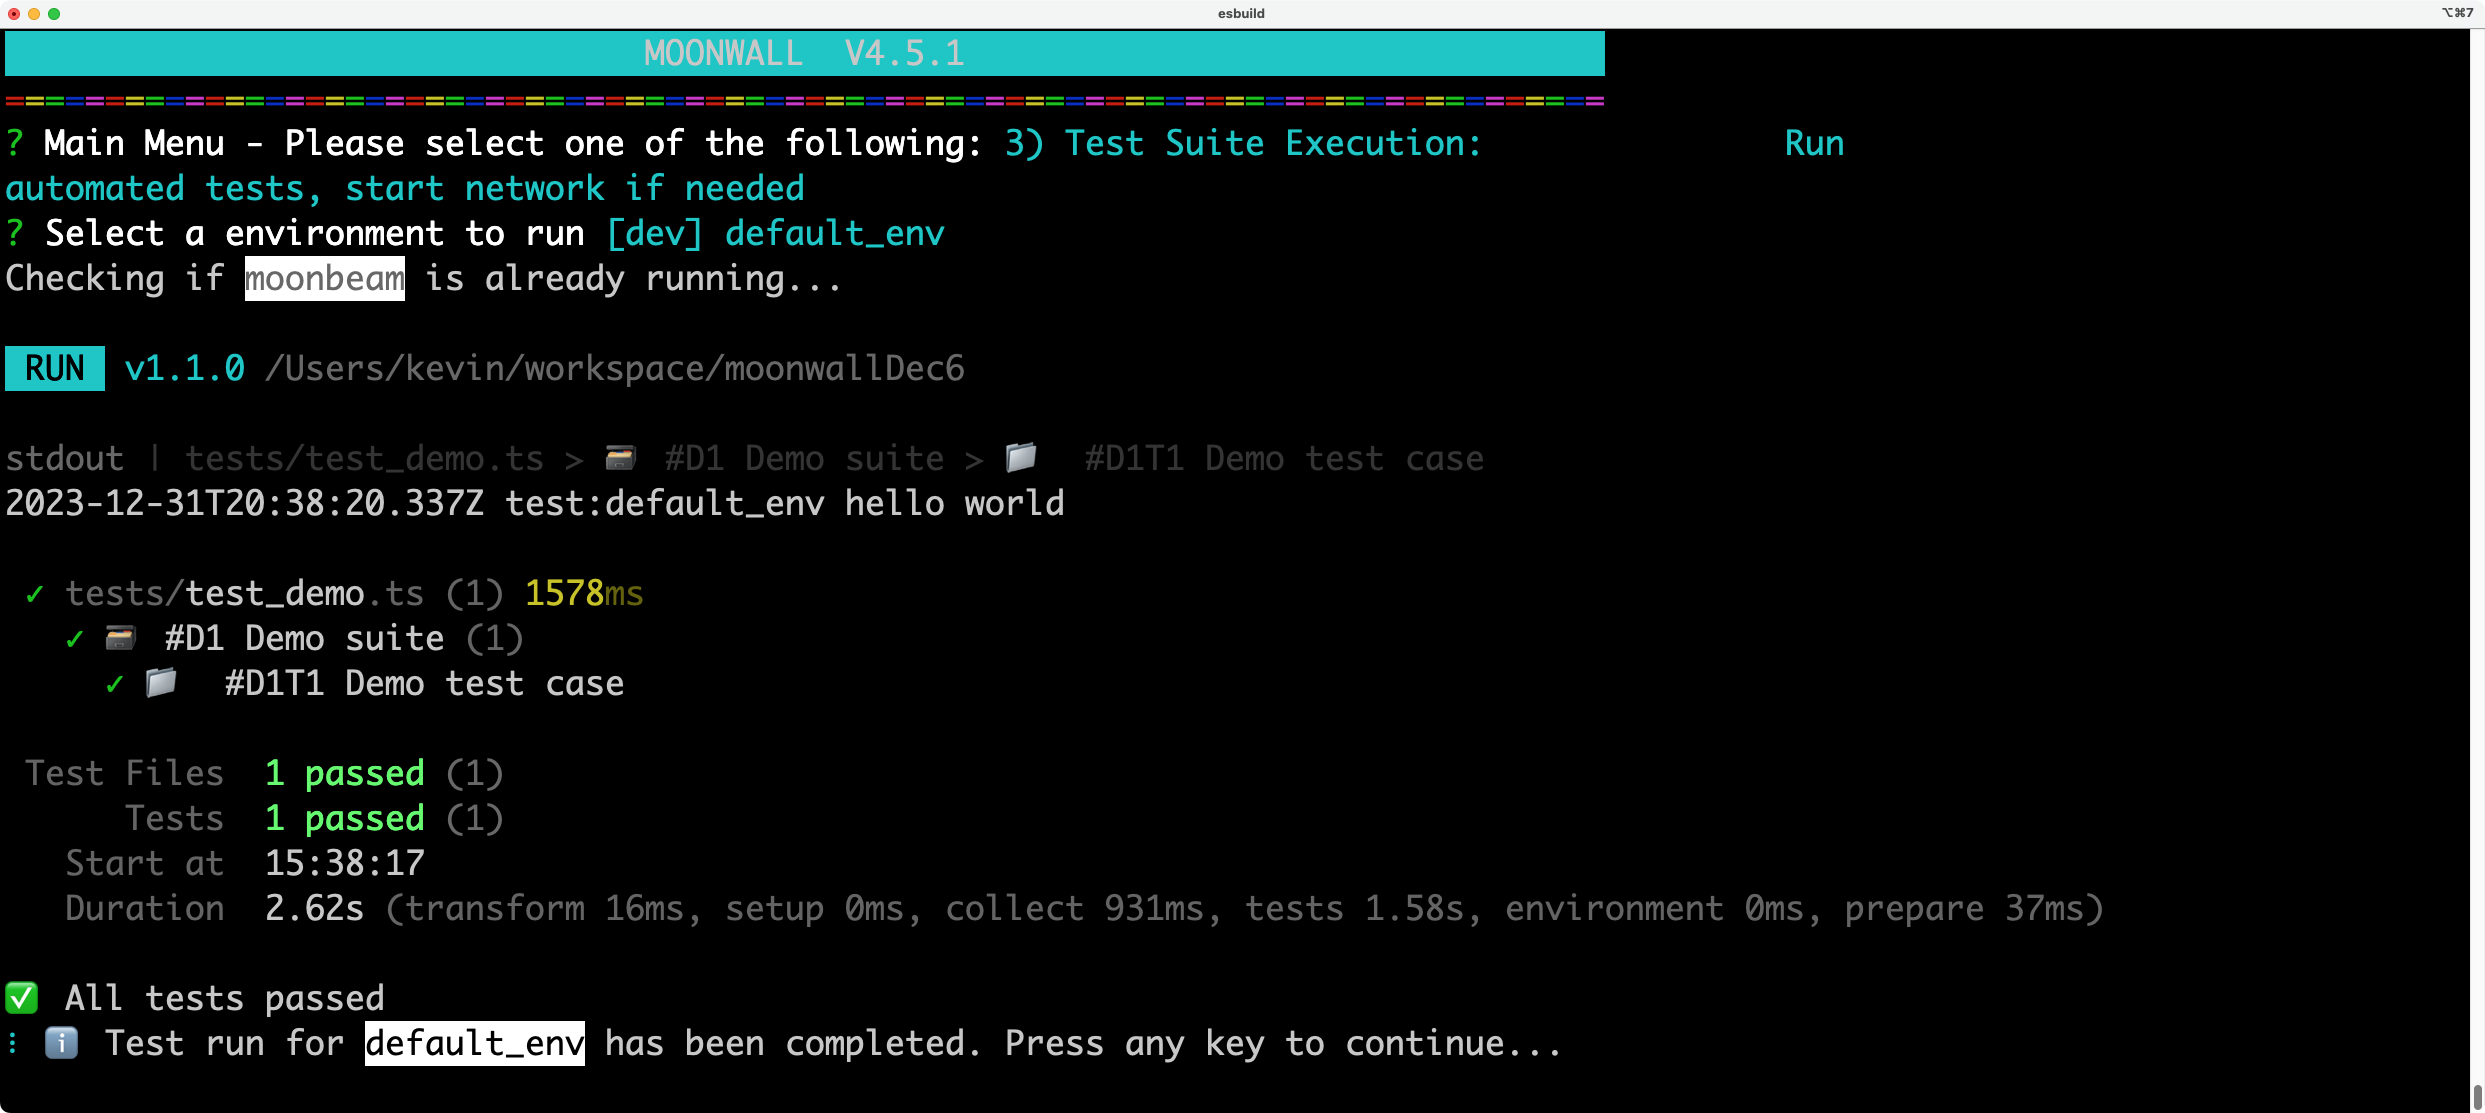 esbuild
⌥⌘7
MOONWALL V4.5.1
================================================================================
? Main Menu - Please select one of the following: 3) Test Suite Execution: Run
automated tests, start network if needed
? Select a environment to run [dev] default_env
Checking if moonbeam is already running...
RUN v1.1.0 /Users/kevin/workspace/moonwallDec6
stdout | tests/test_demo.ts > 🗃️ #D1 Demo suite > 📁 #D1T1 Demo test case
2023-12-31T20:38:20.337Z test:default_env hello world
✓ tests/test_demo.ts (1) 1578ms
✓ 🗃️ #D1 Demo suite (1)
✓ 📁 #D1T1 Demo test case
Test Files 1 passed (1)
Tests 1 passed (1)
Start at 15:38:17
Duration 2.62s (transform 16ms, setup 0ms, collect 931ms, tests 1.58s, environment 0ms, prepare 37ms)
✅ All tests passed
⋮ ℹ️ Test run for default_env has been completed. Press any key to continue...